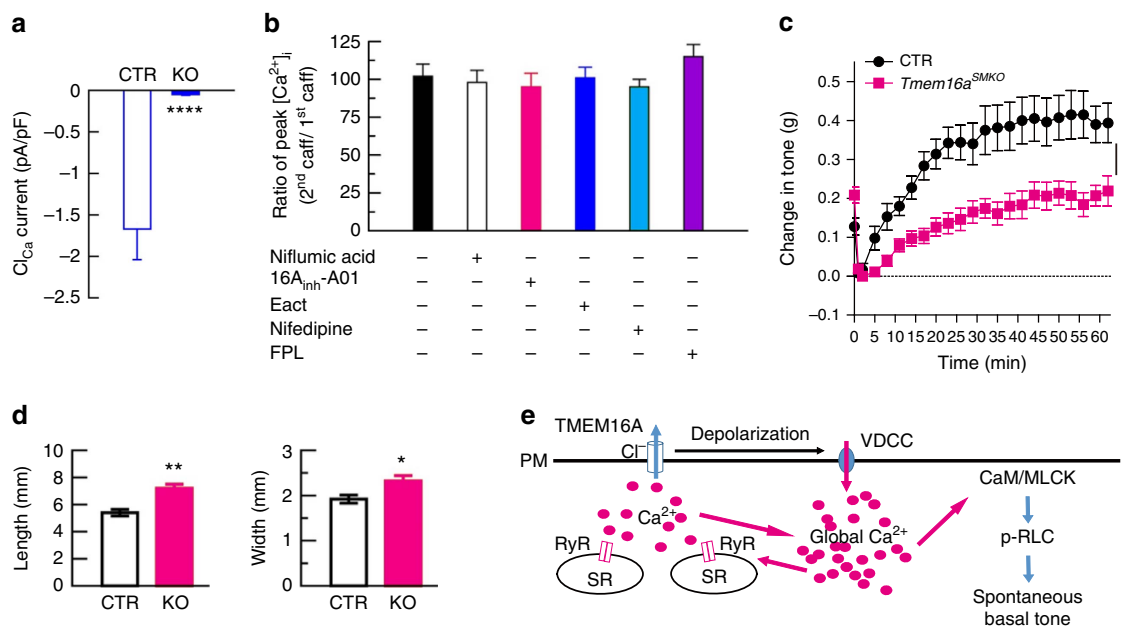 a
CTR KO
****
Cl_Ca current (pA/pF)
0
−0.5
−1
−1.5
−2
−2.5
b
Ratio of peak [Ca²⁺]ᵢ
(2nd caff/ 1st caff)
125
100
75
50
25
0
Niflumic acid – + – – – –
16A_inh-A01 – – + – – –
Eact – – – + – –
Nifedipine – – – – + –
FPL – – – – – +
c
CTR
Tmem16a^SMKO
Change in tone (g)
0.5
0.4
0.3
0.2
0.1
0.0
−0.1
0 5 10 15 20 25 30 35 40 45 50 55 60
Time (min)
d
Length (mm)
10
8
6
4
2
0
**
CTR KO
Width (mm)
3
2
1
0
*
CTR KO
e
TMEM16A
Cl⁻
Depolarization
VDCC
PM
CaM/MLCK
Ca²⁺
Global Ca²⁺
p-RLC
RyR
RyR
SR
SR
Spontaneous
basal tone